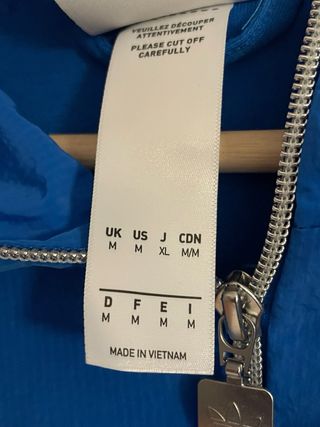 VEUILLEZ DÉCOUPER
ATTENTIVEMENT
PLEASE CUT OFF
CAREFULLY
UK US J CDN
M M XL M/M
D F E I
M M M M
MADE IN VIETNAM